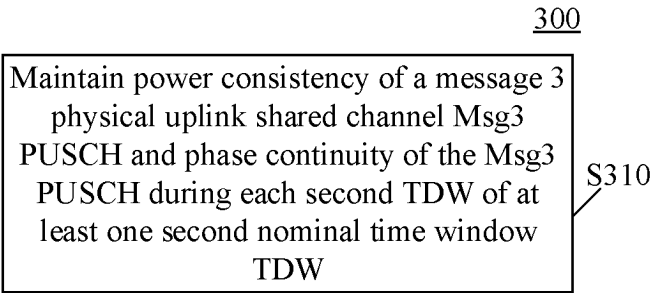 300
Maintain power consistency of a message 3
physical uplink shared channel Msg3
PUSCH and phase continuity of the Msg3
PUSCH during each second TDW of at
least one second nominal time window
TDW
S310